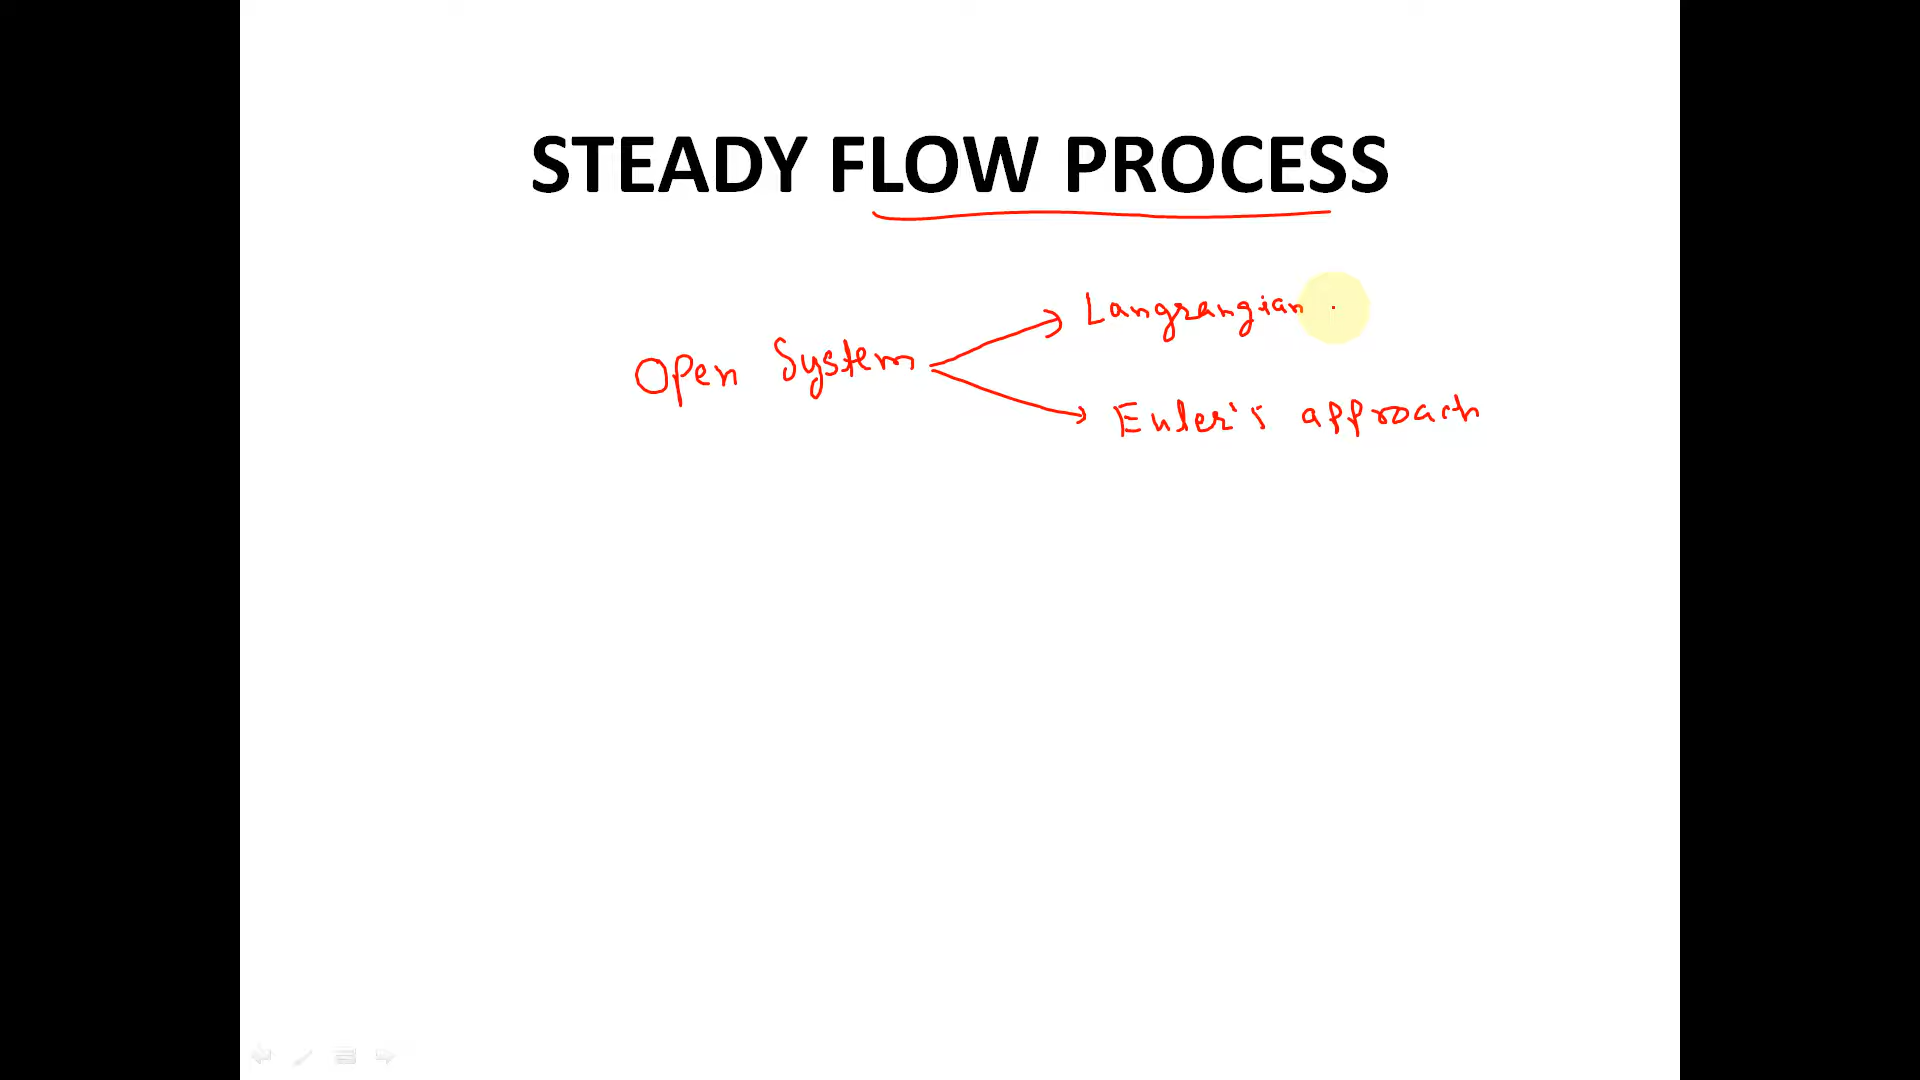 STEADY FLOW PROCESS
Langrangian
Open System
Euler's approach